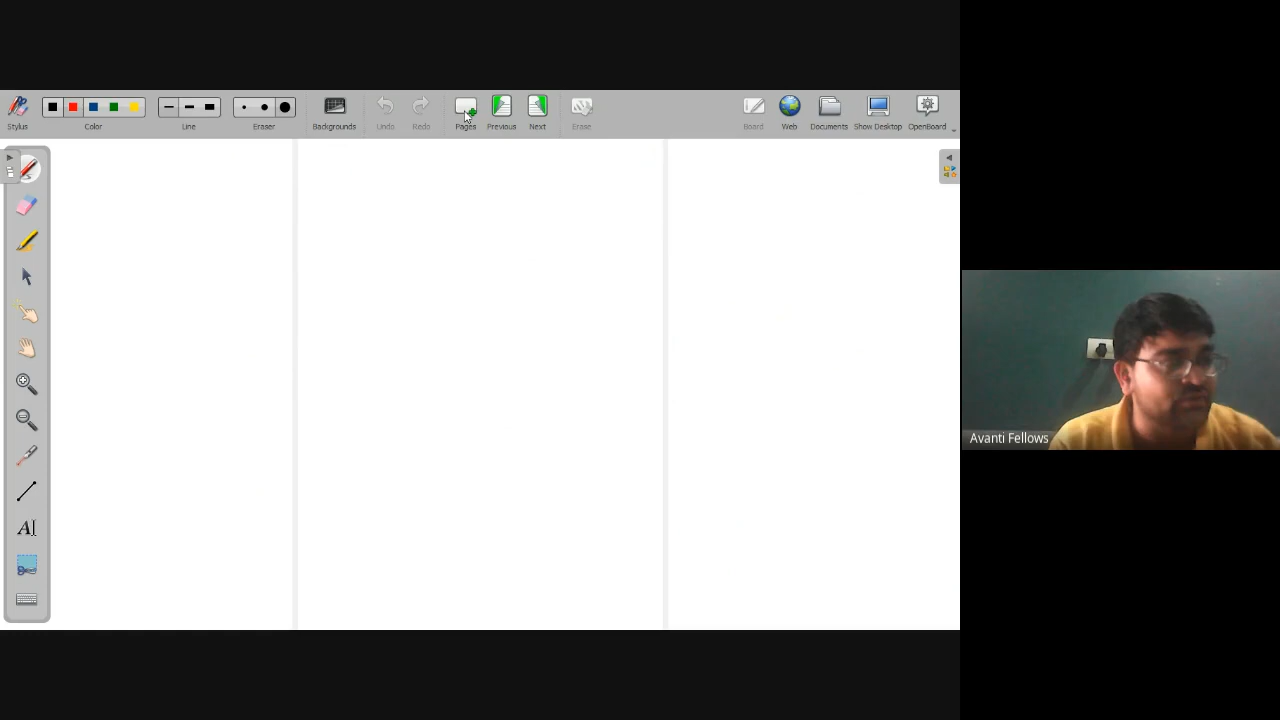 Stylus
Color
Line
Eraser
Backgrounds
Undo
Redo
Pages
Previous
Next
Erase
Board
Web
Documents
Show Desktop
OpenBoard
A
Avanti Fellows